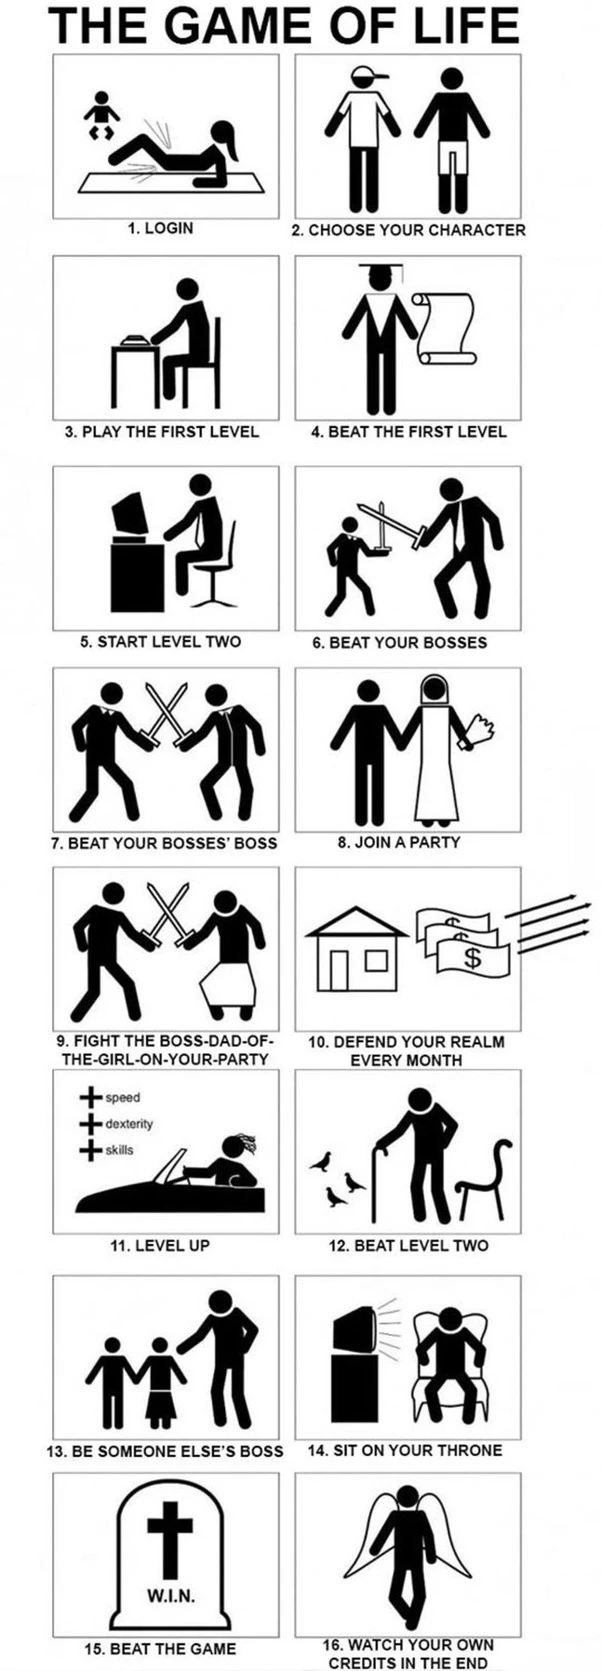 THE GAME OF LIFE
1. LOGIN
2. CHOOSE YOUR CHARACTER
3. PLAY THE FIRST LEVEL
4. BEAT THE FIRST LEVEL
5. START LEVEL TWO
6. BEAT YOUR BOSSES
7. BEAT YOUR BOSSES' BOSS
8. JOIN A PARTY
9. FIGHT THE BOSS-DAD-OF-
THE-GIRL-ON-YOUR-PARTY
$
10. DEFEND YOUR REALM
EVERY MONTH
+ speed
+ dexterity
+ skills
11. LEVEL UP
12. BEAT LEVEL TWO
13. BE SOMEONE ELSE'S BOSS
14. SIT ON YOUR THRONE
W.I.N.
15. BEAT THE GAME
16. WATCH YOUR OWN
CREDITS IN THE END